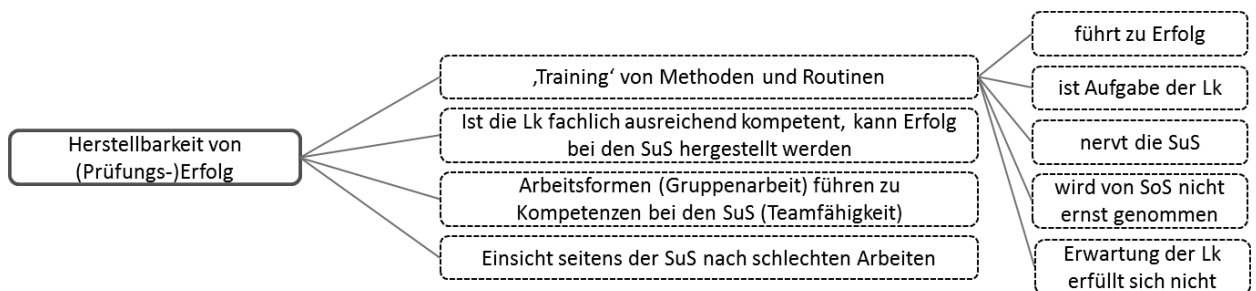 Herstellbarkeit von
(Prüfungs-)Erfolg
‚Training‘ von Methoden und Routinen
Ist die Lk fachlich ausreichend kompetent, kann Erfolg
bei den SuS hergestellt werden
Arbeitsformen (Gruppenarbeit) führen zu
Kompetenzen bei den SuS (Teamfähigkeit)
Einsicht seitens der SuS nach schlechten Arbeiten
führt zu Erfolg
ist Aufgabe der Lk
nervt die SuS
wird von SoS nicht
ernst genommen
Erwartung der Lk
erfüllt sich nicht